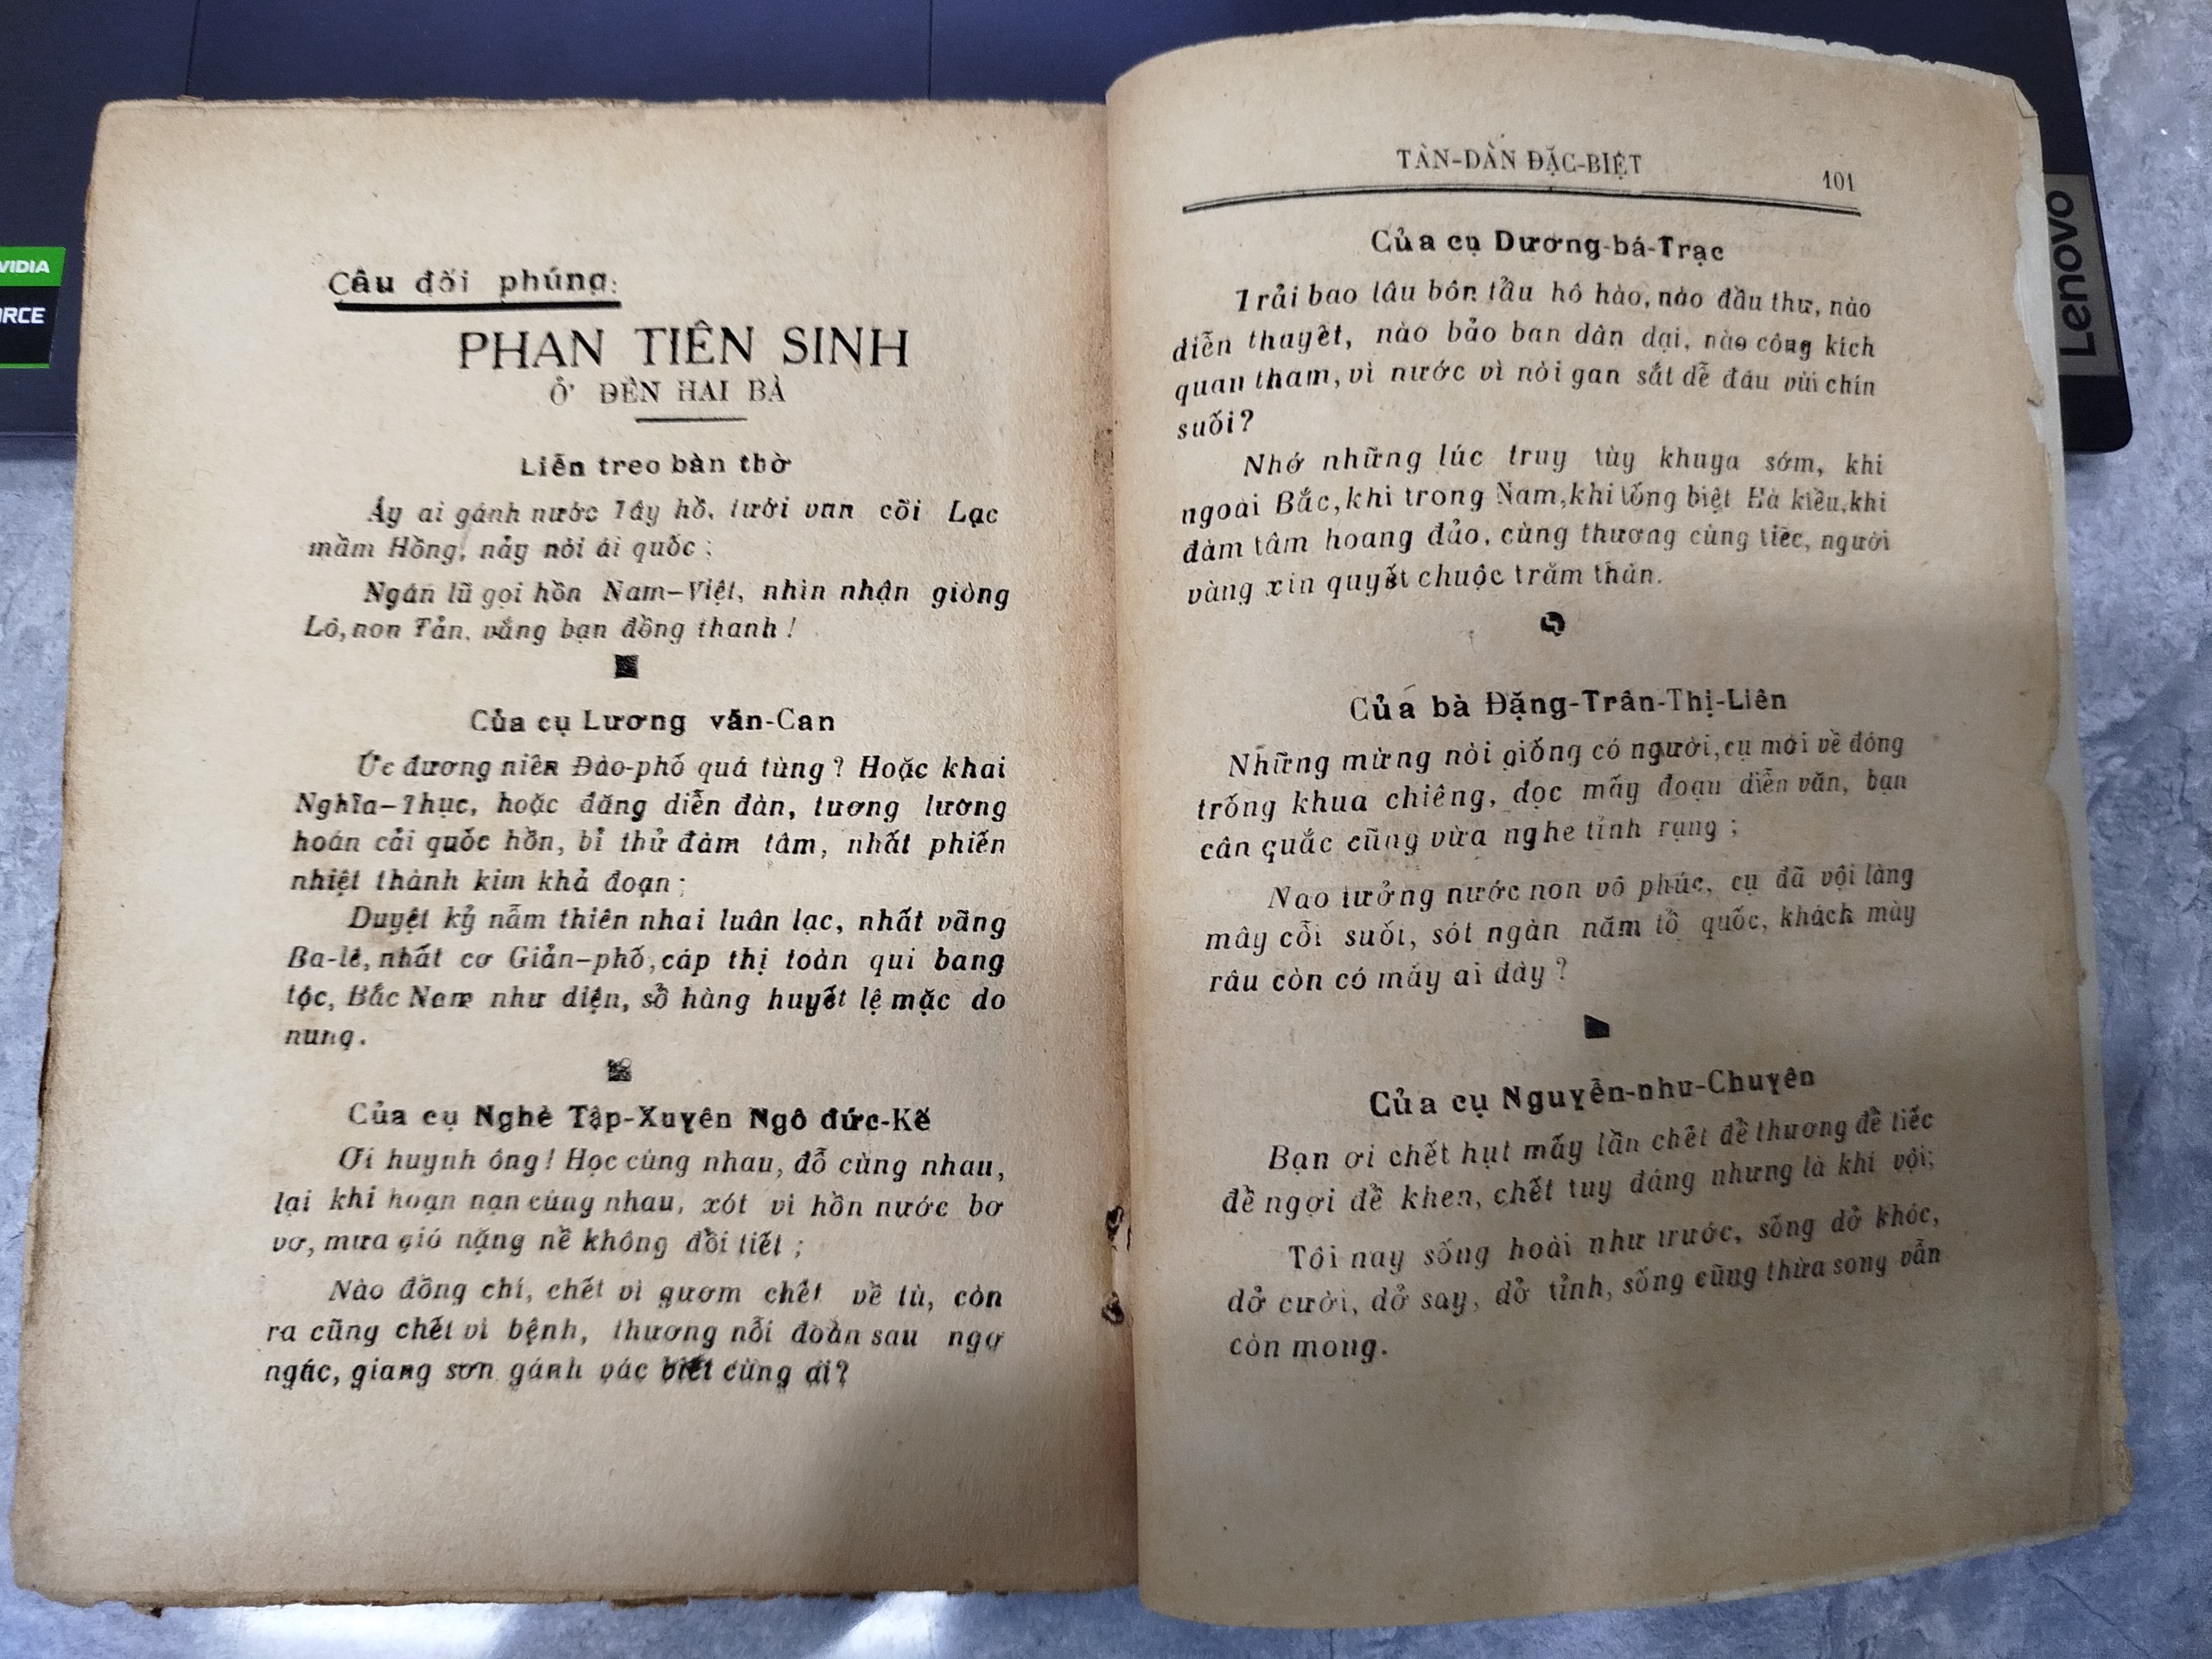 Câu đối phúng:
PHAN TIÊN SINH
Ở ĐỀN HAI BÀ
Liễn treo bàn thờ
Ấy ai gánh nước Tây hồ, tưới vun cõi Lạc
mầm Hồng, nảy nòi ái quốc ;
Ngán lũ gọi hồn Nam-Việt, nhìn nhận giòng
Lô, non Tản, vắng bạn đồng thanh !
Của cụ Lương văn-Can
Ức đương niên Đào-phố quá tùng ? Hoặc khai
Nghĩa-Thục, hoặc đăng diễn đàn, tương lương
hoán cải quốc hồn, bỉ thử đàm tâm, nhất phiến
nhiệt thành kim khả đoạn ;
Duyệt kỷ nẫm thiên nhai luân lạc, nhất vãng
Ba-lê, nhất cơ Giản-phố, cáp thị toàn qui bang
tộc, Bắc Nam như diện, sổ hàng huyết lệ mặc do
nung.
Của cụ Nghè Tập-Xuyên Ngô đức-Kế
Ơi huynh ông ! Học cùng nhau, đỗ cùng nhau,
lại khi hoạn nạn cùng nhau, xót vì hồn nước bơ
vơ, mưa gió nặng nề không đổi tiết ;
Nào đồng chí, chết vì gươm chết về tù, còn
ra cũng chết vì bệnh, thương nỗi đoàn sau ngơ
ngác, giang sơn gánh vác biết cùng ai ?
TÂN-DÂN ĐẶC-BIỆT
101
Của cụ Dương-bá-Trạc
Trải bao lâu bôn tẩu hô hào, nào đầu thư, nào
diễn thuyết, nào bảo ban dân dại, nào công kích
quan tham, vì nước vì nòi gan sắt dễ đâu vùi chín
suối ?
Nhớ những lúc truy tùy khuya sớm, khi
ngoài Bắc, khi trong Nam, khi tống biệt Hà kiều, khi
đàm tâm hoang đảo, cùng thương cùng tiếc, người
vàng xin quyết chuộc trăm thân.
Của bà Đặng-Trân-Thị-Liên
Những mừng nòi giống có người, cụ mới về đóng
trống khua chiêng, đọc mấy đoạn diễn văn, bạn
cân quắc cũng vừa nghe tỉnh rạng ;
Nao tưởng nước non vô phúc, cụ đã vội làng
mây cỗi suối, sót ngàn năm tổ quốc, khách mày
râu còn có mấy ai đây ?
Của cụ Nguyễn-như-Chuyên
Bạn ơi chết hụt mấy lần chết để thương để tiếc
để ngợi để khen, chết tuy đáng nhưng là khí vội;
Tôi nay sống hoài như trước, sống dở khóc,
dở cười, dở say, dở tỉnh, sống cũng thừa song vẫn
còn mong.
Lenovo